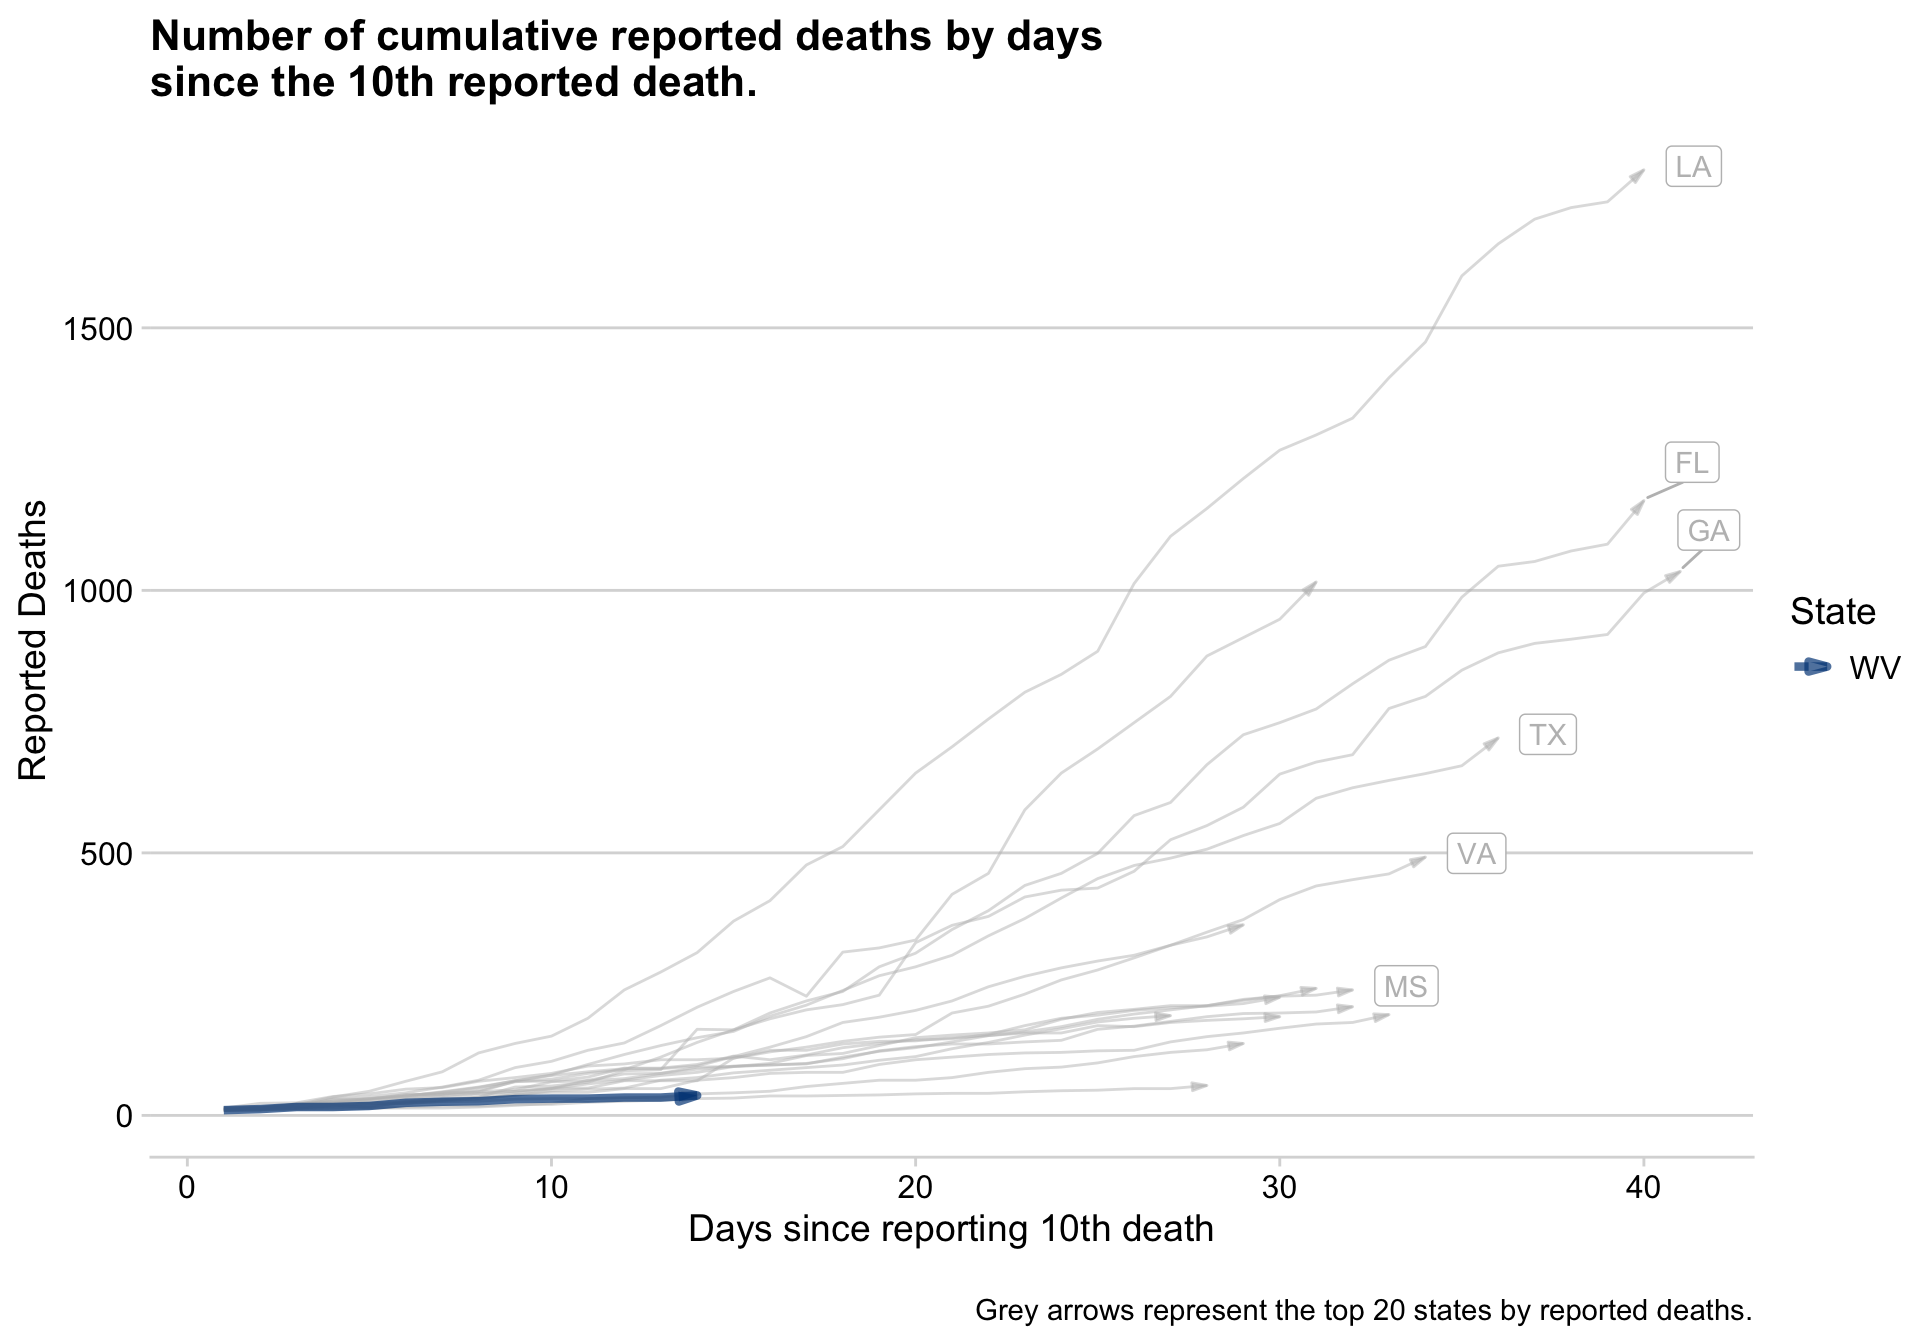 Number of cumulative reported deaths by days
since the 10th reported death.
LA
FL
GA
TX
VA
MS
1500
1000
500
0
Reported Deaths
0 10 20 30 40
Days since reporting 10th death
State
WV
Grey arrows represent the top 20 states by reported deaths.